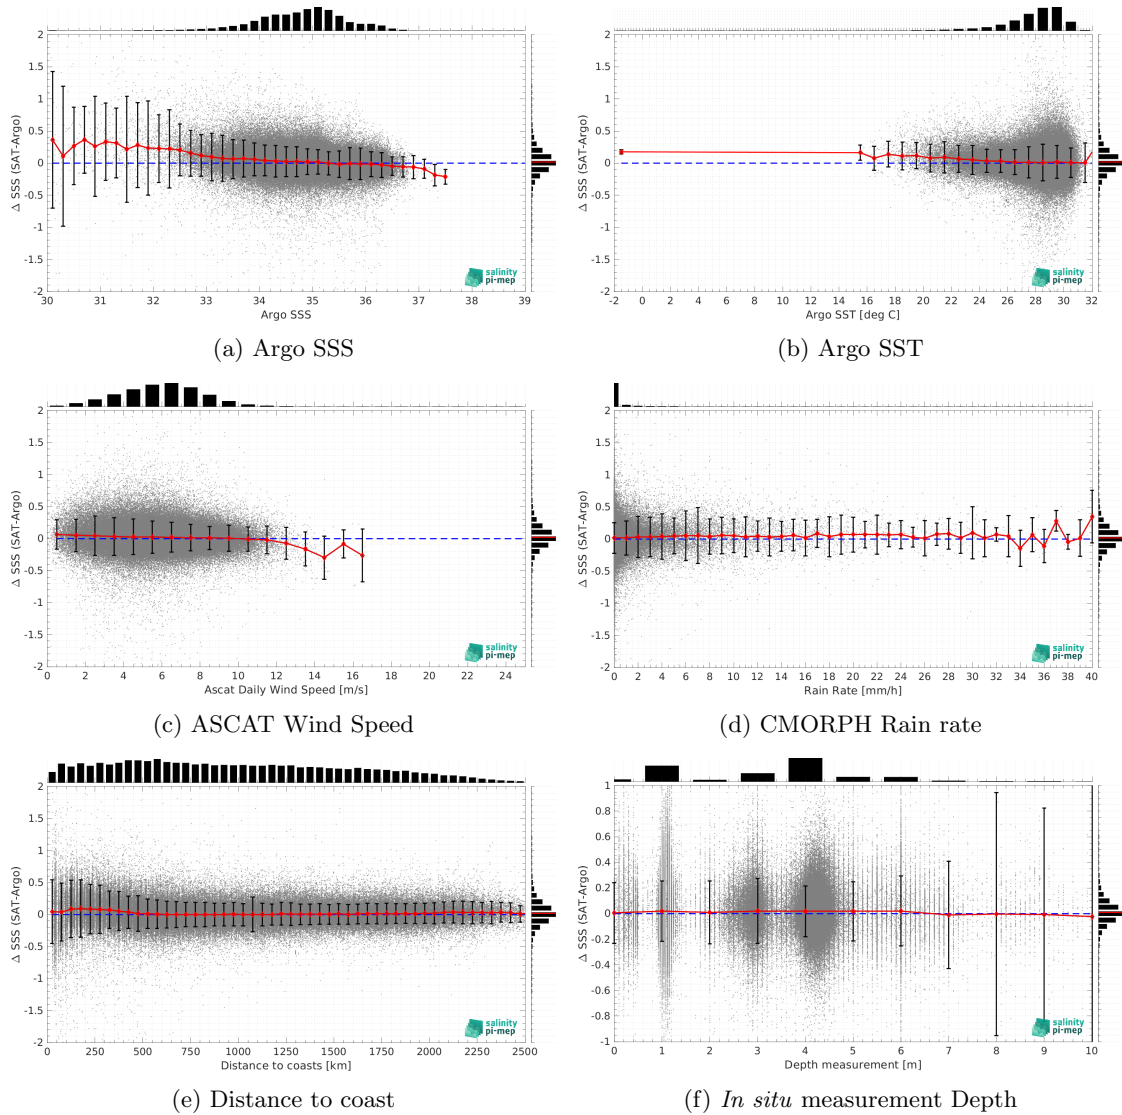 2
1.5
1
0.5
0
-0.5
-1
-1.5
-2
Δ SSS (SAT-Argo)
30 31 32 33 34 35 36 37 38 39
Argo SSS
salinity
pi-mep
(a) Argo SSS
2
1.5
1
0.5
0
-0.5
-1
-1.5
-2
Δ SSS (SAT-Argo)
-2 0 2 4 6 8 10 12 14 16 18 20 22 24 26 28 30 32
Argo SST [deg C]
salinity
pi-mep
(b) Argo SST
2
1.5
1
0.5
0
-0.5
-1
-1.5
-2
Δ SSS (SAT-Argo)
0 2 4 6 8 10 12 14 16 18 20 22 24
Ascat Daily Wind Speed [m/s]
salinity
pi-mep
(c) ASCAT Wind Speed
2
1.5
1
0.5
0
-0.5
-1
-1.5
-2
Δ SSS (SAT-Argo)
0 2 4 6 8 10 12 14 16 18 20 22 24 26 28 30 32 34 36 38 40
Rain Rate [mm/h]
salinity
pi-mep
(d) CMORPH Rain rate
2
1.5
1
0.5
0
-0.5
-1
-1.5
-2
Δ SSS (SAT-Argo)
0 250 500 750 1000 1250 1500 1750 2000 2250 2500
Distance to coasts [km]
salinity
pi-mep
(e) Distance to coast
1
0.8
0.6
0.4
0.2
0
-0.2
-0.4
-0.6
-0.8
-1
Δ SSS (SAT-Argo)
0 1 2 3 4 5 6 7 8 9 10
Depth measurement [m]
salinity
pi-mep
(f) In situ measurement Depth